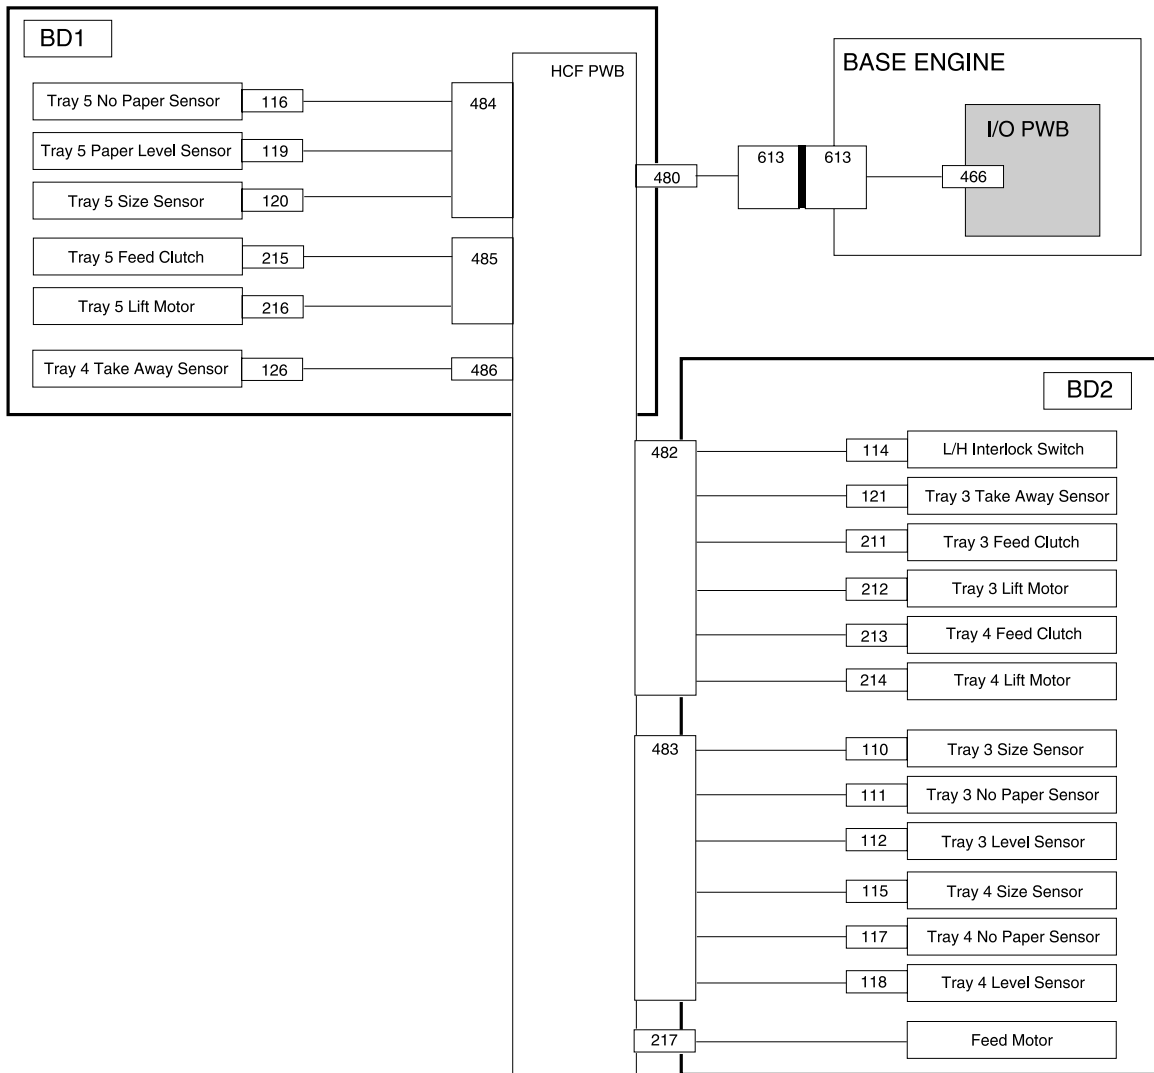 BD1
HCF PWB
Tray 5 No Paper Sensor 116 484
Tray 5 Paper Level Sensor 119
Tray 5 Size Sensor 120
Tray 5 Feed Clutch 215 485
Tray 5 Lift Motor 216
Tray 4 Take Away Sensor 126 486
480 613 613 466
BASE ENGINE
I/O PWB
BD2
482 114 L/H Interlock Switch
121 Tray 3 Take Away Sensor
211 Tray 3 Feed Clutch
212 Tray 3 Lift Motor
213 Tray 4 Feed Clutch
214 Tray 4 Lift Motor
483 110 Tray 3 Size Sensor
111 Tray 3 No Paper Sensor
112 Tray 3 Level Sensor
115 Tray 4 Size Sensor
117 Tray 4 No Paper Sensor
118 Tray 4 Level Sensor
217 Feed Motor